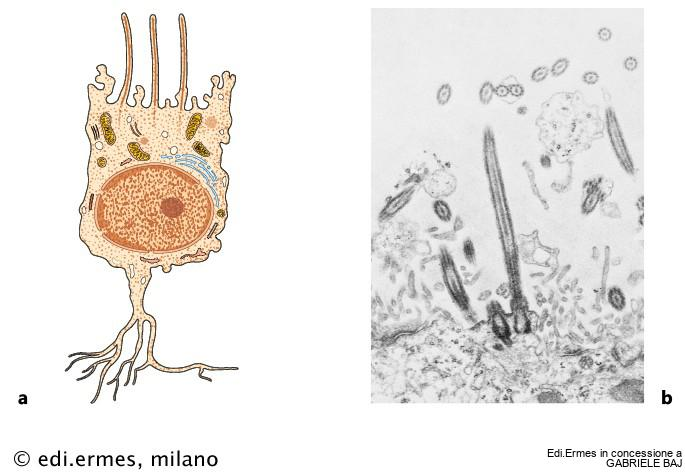 a
b
© edi.ermes, milano
Edi.Ermes in concessione a
GABRIELE BAJ